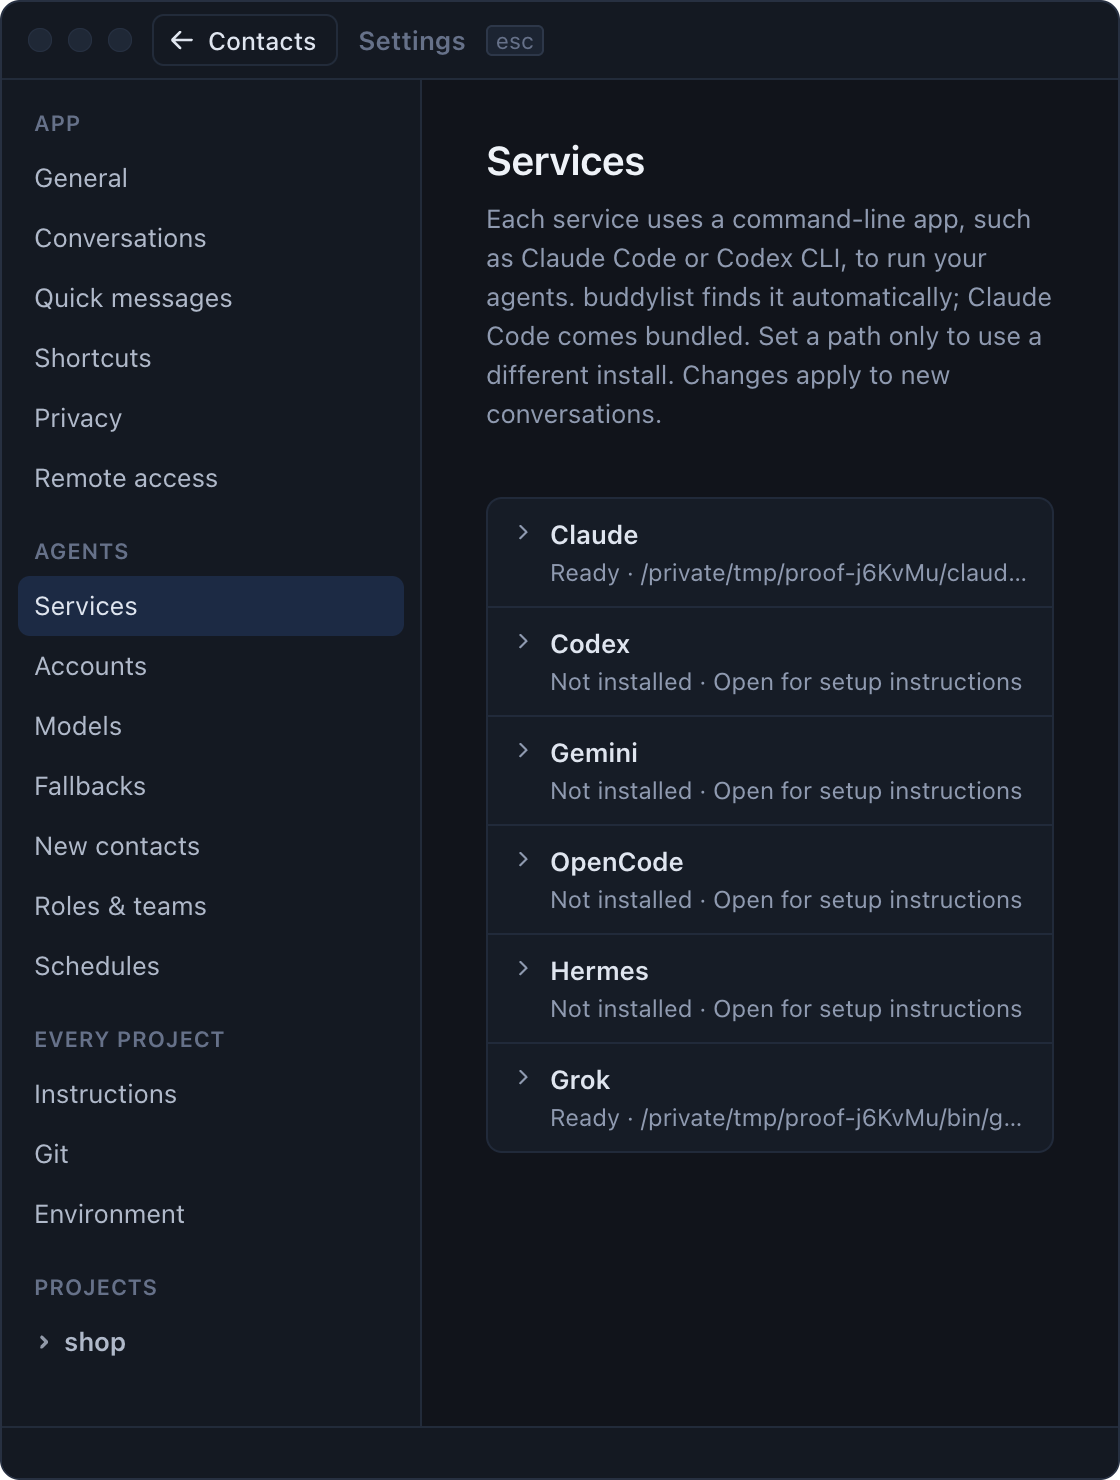 Contacts Settings esc
APP
General
Conversations
Quick messages
Shortcuts
Privacy
Remote access
AGENTS
Services
Accounts
Models
Fallbacks
New contacts
Roles & teams
Schedules
EVERY PROJECT
Instructions
Git
Environment
PROJECTS
shop
Services
Each service uses a command-line app, such
as Claude Code or Codex CLI, to run your
agents. buddylist finds it automatically; Claude
Code comes bundled. Set a path only to use a
different install. Changes apply to new
conversations.
Claude
Ready · /private/tmp/proof-j6KvMu/claud...
Codex
Not installed · Open for setup instructions
Gemini
Not installed · Open for setup instructions
OpenCode
Not installed · Open for setup instructions
Hermes
Not installed · Open for setup instructions
Grok
Ready · /private/tmp/proof-j6KvMu/bin/g...